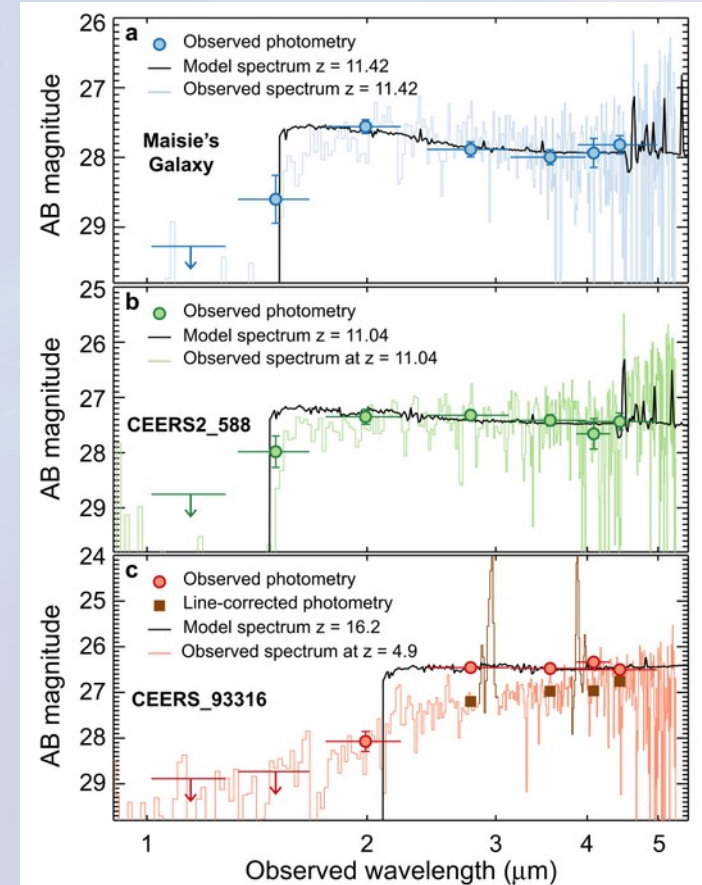 a
Observed photometry
Model spectrum z = 11.42
Observed spectrum z = 11.42
Maisie's
Galaxy
26
27
28
29
AB magnitude
b
Observed photometry
Model spectrum z = 11.04
Observed spectrum at z = 11.04
CEERS2_588
25
26
27
28
29
AB magnitude
c
Observed photometry
Line-corrected photometry
Model spectrum z = 16.2
Observed spectrum at z = 4.9
CEERS_93316
24
25
26
27
28
29
AB magnitude
1 2 3 4 5
Observed wavelength (μm)